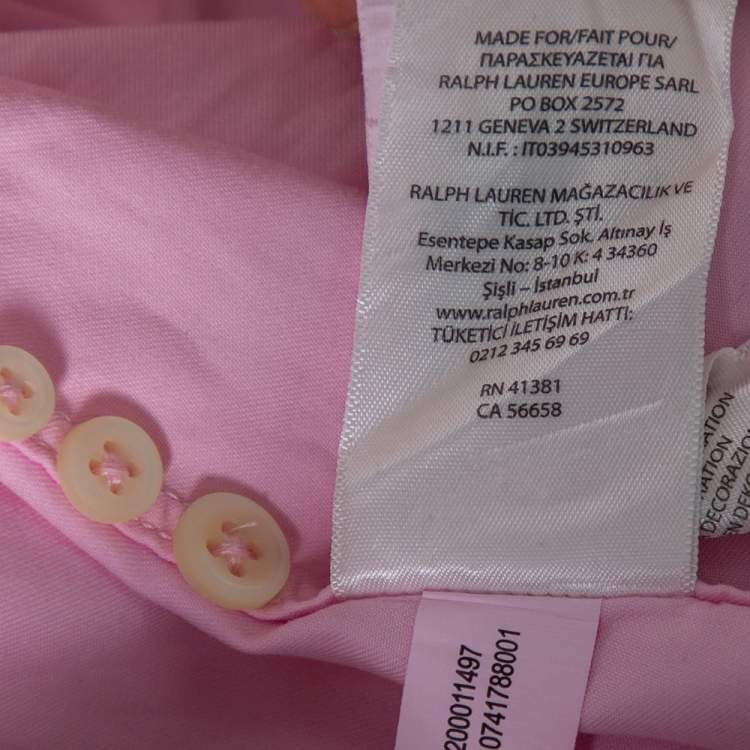 MADE FOR/FAIT POUR/
ΠΑΡΑΣΚΕΥΑΖΕΤΑΙ ΓΙΑ
RALPH LAUREN EUROPE SARL
PO BOX 2572
1211 GENEVA 2 SWITZERLAND
N.I.F. : IT03945310963
RALPH LAUREN MAĞAZACILIK VE
TİC. LTD. ŞTİ.
Esentepe Kasap Sok. Altınay İş
Merkezi No: 8-10 K: 4 34360
Şişli – İstanbul
www.ralphlauren.com.tr
TÜKETİCİ İLETİŞİM HATTI:
0212 345 69 69
RN 41381
CA 56658
DECORAZIO
200011497
0741788001